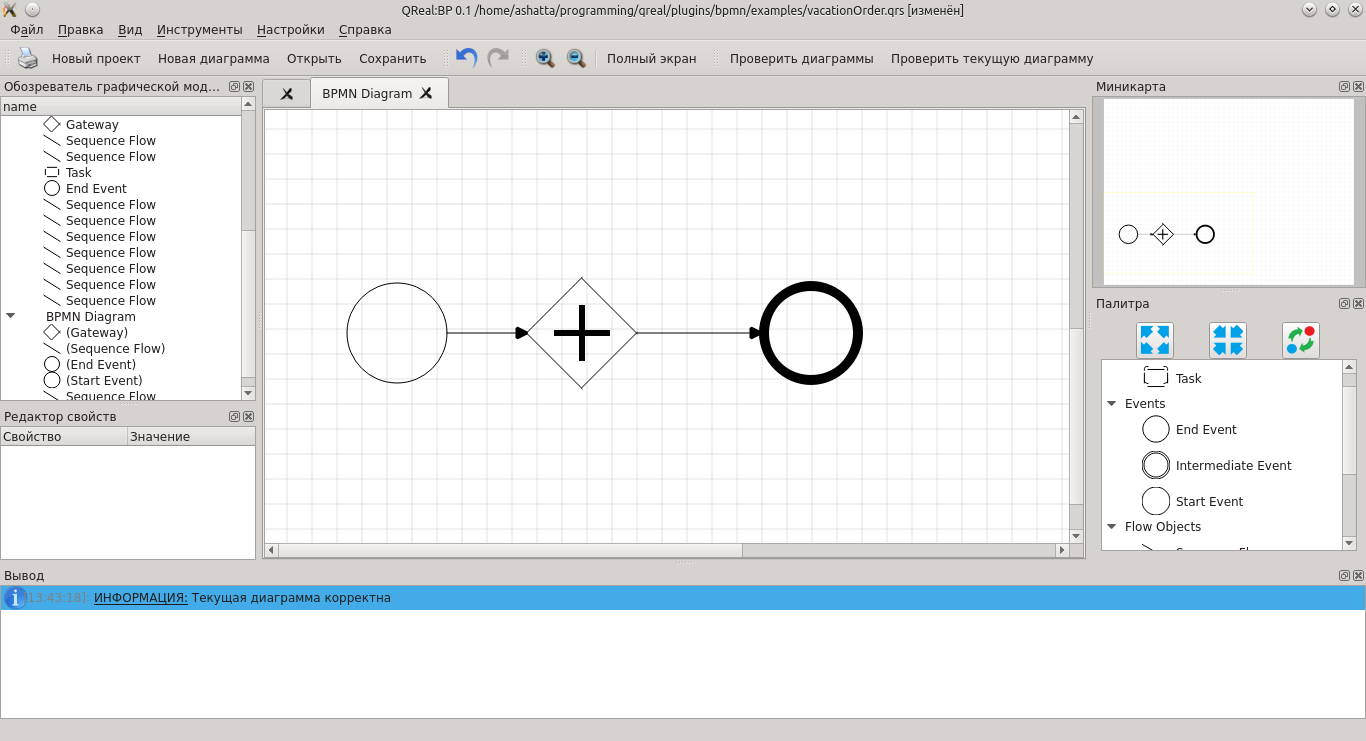 QReal:BP 0.1 /home/ashatta/programming/qreal/plugins/bpmn/examples/vacationOrder.qrs [изменён]
Файл Правка Вид Инструменты Настройки Справка
Новый проект Новая диаграмма Открыть Сохранить Полный экран Проверить диаграммы Проверить текущую диаграмму
Обозреватель графической мод...
name
Gateway
Sequence Flow
Sequence Flow
Task
End Event
Sequence Flow
Sequence Flow
Sequence Flow
Sequence Flow
Sequence Flow
Sequence Flow
Sequence Flow
BPMN Diagram
(Gateway)
(Sequence Flow)
(End Event)
(Start Event)
Sequence Flow
Редактор свойств
Свойство Значение
BPMN Diagram
Миникарта
Палитра
Task
Events
End Event
Intermediate Event
Start Event
Flow Objects
Вывод
[13:43:18]: ИНФОРМАЦИЯ: Текущая диаграмма корректна